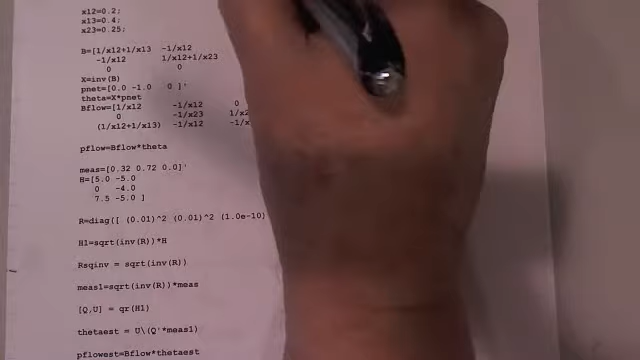 x12=0.2;
x13=0.4;
x23=0.25;
B=[1/x12+1/x13 -1/x12
-1/x12 1/x12+1/x23
0 0
X=inv(B)
pnet=[0.0 -1.0 0 ]'
theta=X*pnet
Bflow=[1/x12 -1/x12 0
0 -1/x23
(1/x12+1/x13) -1/x12
pflow=Bflow*theta
meas=[0.32 0.72 0.0]'
H=[5.0 -5.0
0 -4.0
7.5 -5.0 ]
R=diag([ (0.01)^2 (0.01)^2 (1.0e-10)
H1=sqrt(inv(R))*H
Rsqinv = sqrt(inv(R))
meas1=sqrt(inv(R))*meas
[Q,U] = qr(H1)
thetaest = U\(Q'*meas1)
pflowest=Bflow*thetaest